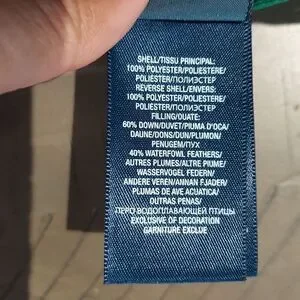 SHELL/TISSU PRINCIPAL:
100% POLYESTER/POLIESTERE/
POLIESTER/ПОЛИЭСТЕР
REVERSE SHELL/ENVERS:
100% POLYESTER/POLIESTERE/
POLIESTER/ПОЛИЭСТЕР
FILLING/OUATE:
60% DOWN/DUVET/PIUMA D'OCA/
DAUNE/DONS/DUN/PLUMON/
PENUGEM/ПУХ
40% WATERFOWL FEATHERS/
AUTRES PLUMES/ALTRE PIUME/
WASSERVOGEL FEDERN/
ANDERE VEREN/ANNAN FJADER/
PLUMAS DE AVE ACUATICA/
OUTRAS PENAS/
ПЕРО ВОДОПЛАВАЮЩЕЙ ПТИЦЫ
EXCLUSIVE OF DECORATION
GARNITURE EXCLUE